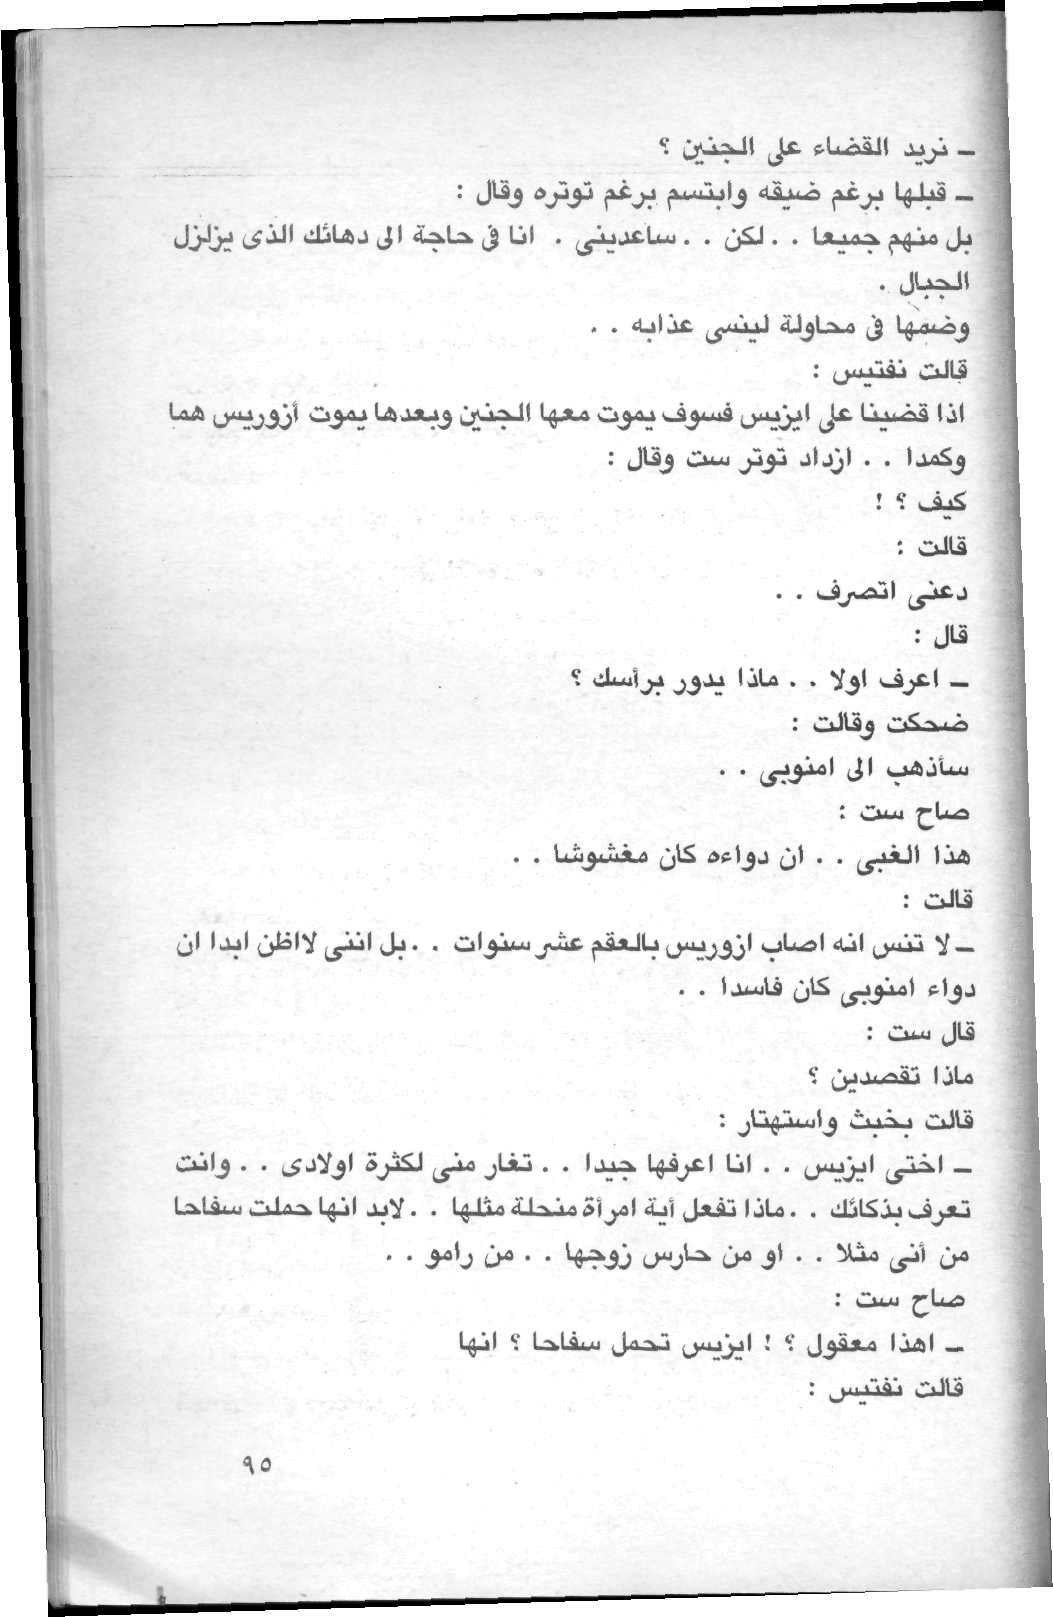 ـ نريد القضاء على الجنين ؟
ـ قبلها برغم ضيقه وابتسم برغم توتره وقال :
بل منهم جميعا . . لكن . . ساعدينى . انا فى حاجة الى دهائك الذى يزلزل
الجبال .
وضمها فى محاولة لينسى عذابه . .
قالت نفتيس :
اذا قضينا على ايزيس فسوف يموت معها الجنين وبعدها يموت أزوريس هما
وكمدا . . ازداد توتر ست وقال :
كيف ؟ !
قالت :
دعنى اتصرف . .
قال :
ـ اعرف اولا . . ماذا يدور برأسك ؟
ضحكت وقالت :
سأذهب الى امنوبى . .
صاح ست :
هذا الغبى . . ان دواءه كان مغشوشا . .
قالت :
ـ لا تنس انه اصاب ازوريس بالعقم عشر سنوات . . بل اننى لااظن ابدا ان
دواء امنوبى كان فاسدا . .
قال ست :
ماذا تقصدين ؟
قالت بخبث واستهتار :
ـ اختى ايزيس . . انا اعرفها جيدا . . تغار منى لكثرة اولادى . . وانت
تعرف بذكائك . . ماذا تفعل أية امرأة منحلة مثلها . . لابد انها حملت سفاحا
من أنى مثلا . . او من حارس زوجها . . من رامو . .
صاح ست :
ـ اهذا معقول ؟ ! ايزيس تحمل سفاحا ؟ انها
قالت نفتيس :
٩٥